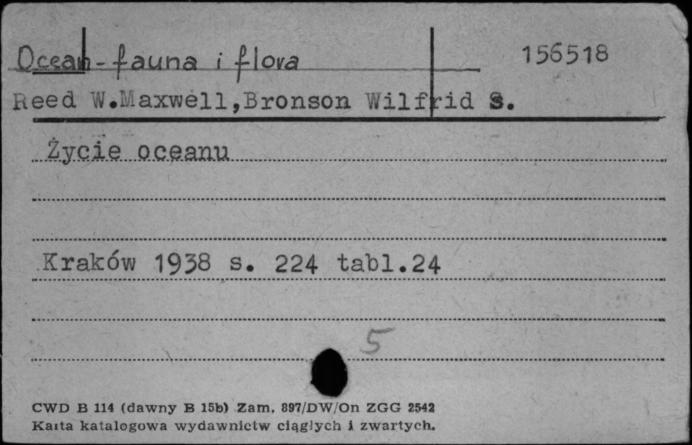 Ocean - fauna i flora 156518
Reed W.Maxwell,Bronson Wilfrid S.
Życie oceanu
Kraków 1938 s. 224 tabl.24
5
CWD B 114 (dawny B 15b) Zam. 897/DW/On ZGG 2542
Karta katalogowa wydawnictw ciągłych i zwartych.